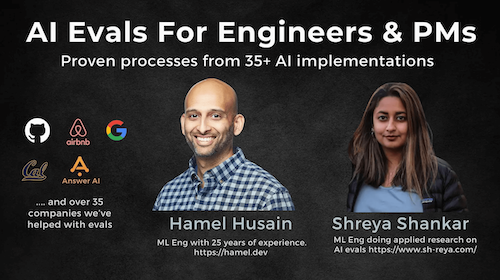 AI Evals For Engineers & PMs
Proven processes from 35+ AI implementations
airbnb
Cal
Answer AI
.... and over 35
companies we've
helped with evals
Hamel Husain
ML Eng with 25 years of experience.
https://hamel.dev
Shreya Shankar
ML Eng doing applied research on
AI evals https://www.sh-reya.com/